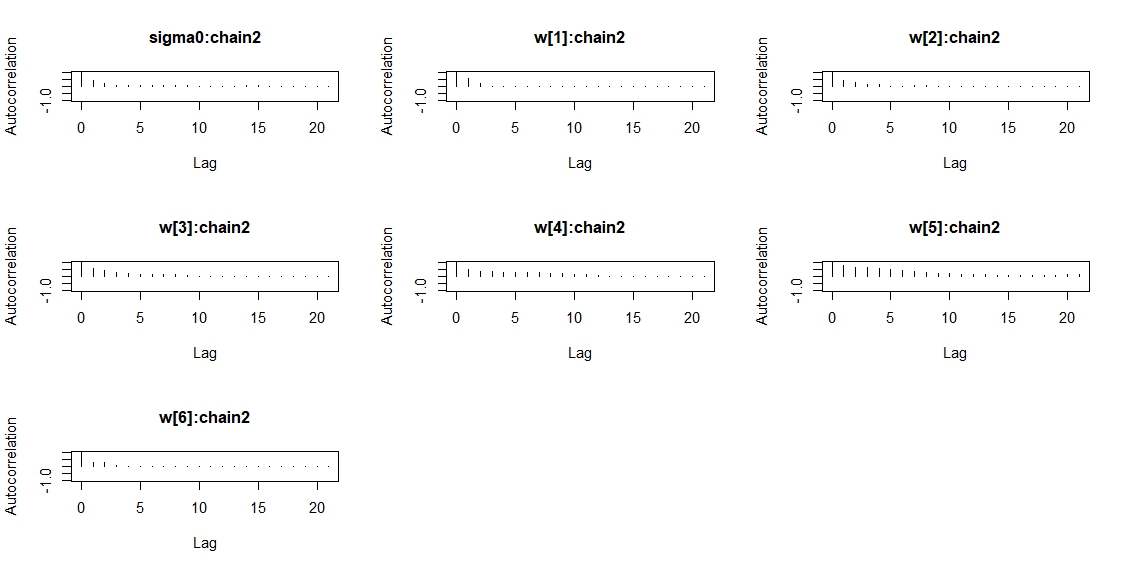 sigma0:chain2
Autocorrelation
-1.0
0 5 10 15 20
Lag
w[1]:chain2
Autocorrelation
-1.0
0 5 10 15 20
Lag
w[2]:chain2
Autocorrelation
-1.0
0 5 10 15 20
Lag
w[3]:chain2
Autocorrelation
-1.0
0 5 10 15 20
Lag
w[4]:chain2
Autocorrelation
-1.0
0 5 10 15 20
Lag
w[5]:chain2
Autocorrelation
-1.0
0 5 10 15 20
Lag
w[6]:chain2
Autocorrelation
-1.0
0 5 10 15 20
Lag